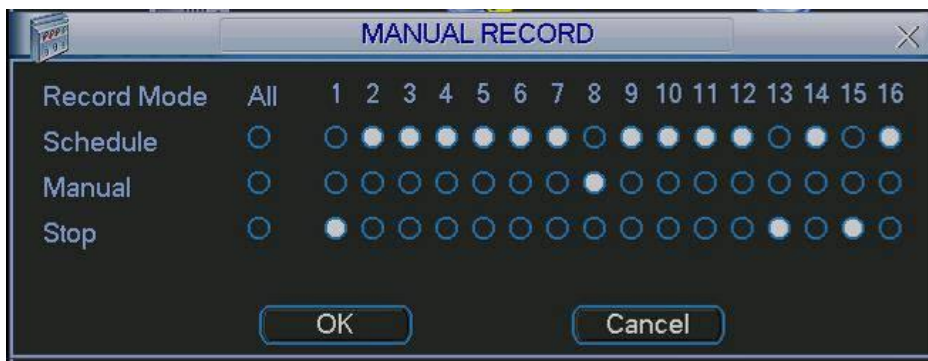 MANUAL RECORD
Record Mode All 1 2 3 4 5 6 7 8 9 10 11 12 13 14 15 16
Schedule
Manual
Stop
OK Cancel